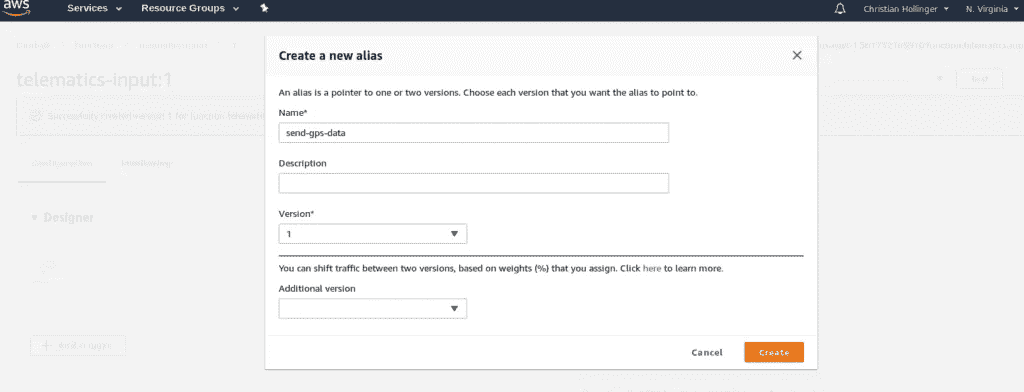 aws
Services
Resource Groups
Christian Hollinger
N. Virginia
Create a new alias
telematics-input:1
An alias is a pointer to one or two versions. Choose each version that you want the alias to point to.
Name*
send-gps-data
Description
Version*
1
Designer
You can shift traffic between two versions, based on weights (%) that you assign. Click here to learn more.
Additional version
Cancel
Create